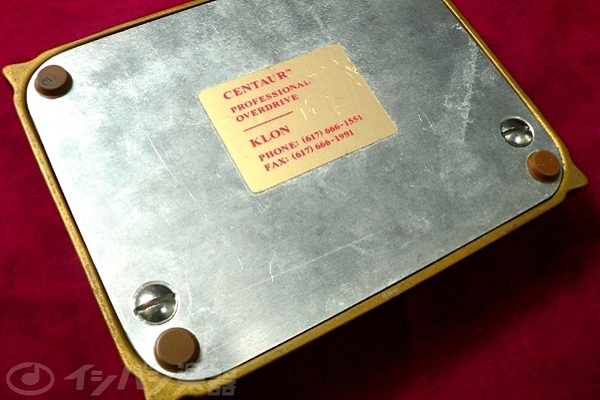 CENTAUR™
PROFESSIONAL
OVERDRIVE
KLON
PHONE: (617) 666-1551
FAX: (617) 666-1991
イシバシ楽器